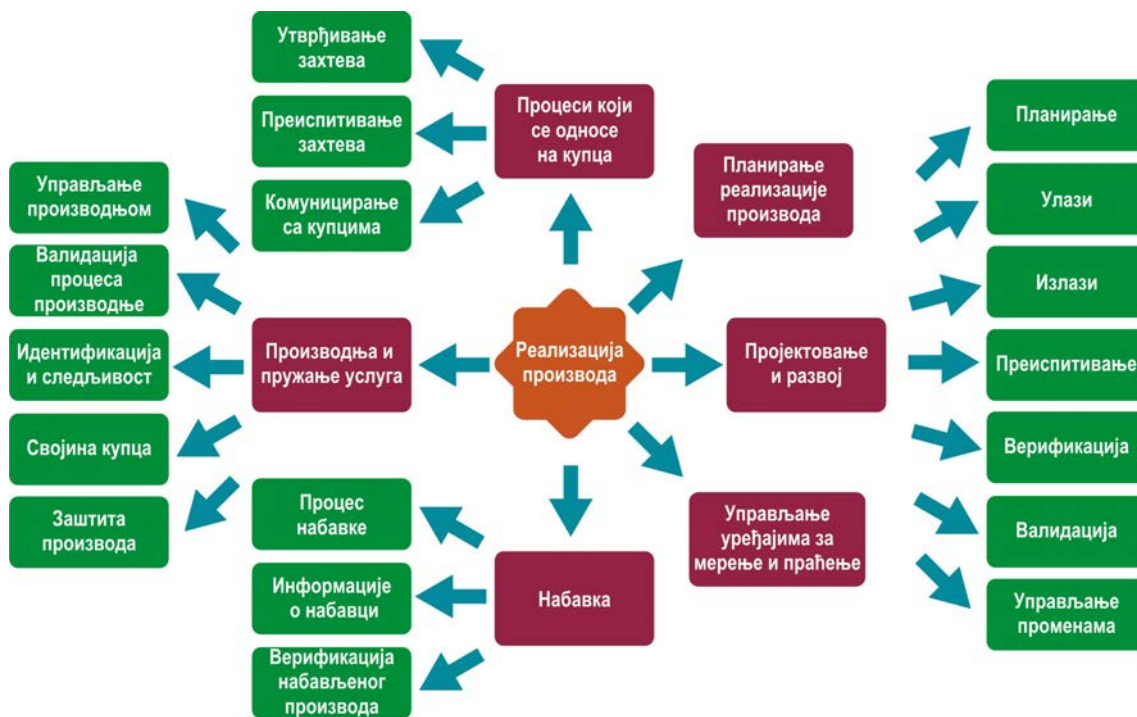 Утврђивање
захтева
Преиспитивање
захтева
Комуницирање
са купцима
Процеси који
се односе
на купца
Планирање
реализације
производа
Планирање
Улази
Излази
Преиспитивање
Верификација
Валидација
Управљање
променама
Управљање
производњом
Валидација
процеса
производње
Идентификација
и следљивост
Својина купца
Заштита
производа
Производња и
пружање услуга
Реализација
производа
Пројектовање
и развој
Процес
набавке
Информације
о набавци
Верификација
набављеног
производа
Набавка
Управљање
уређајима за
мерење и праћење